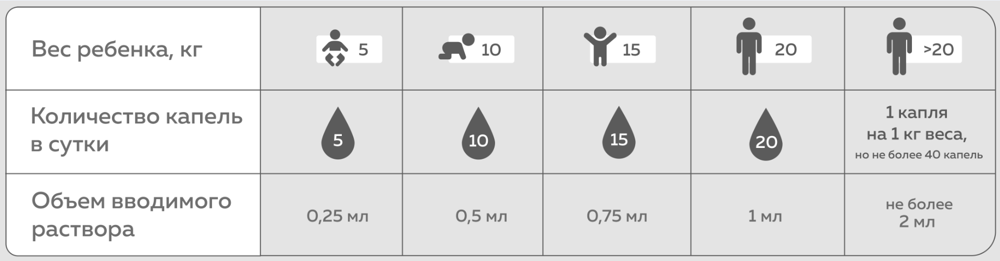 Вес ребенка, кг
5
10
15
20
>20
Количество капель
в сутки
5
10
15
20
1 капля
на 1 кг веса,
но не более 40 капель
Объем вводимого
раствора
0,25 мл
0,5 мл
0,75 мл
1 мл
не более
2 мл